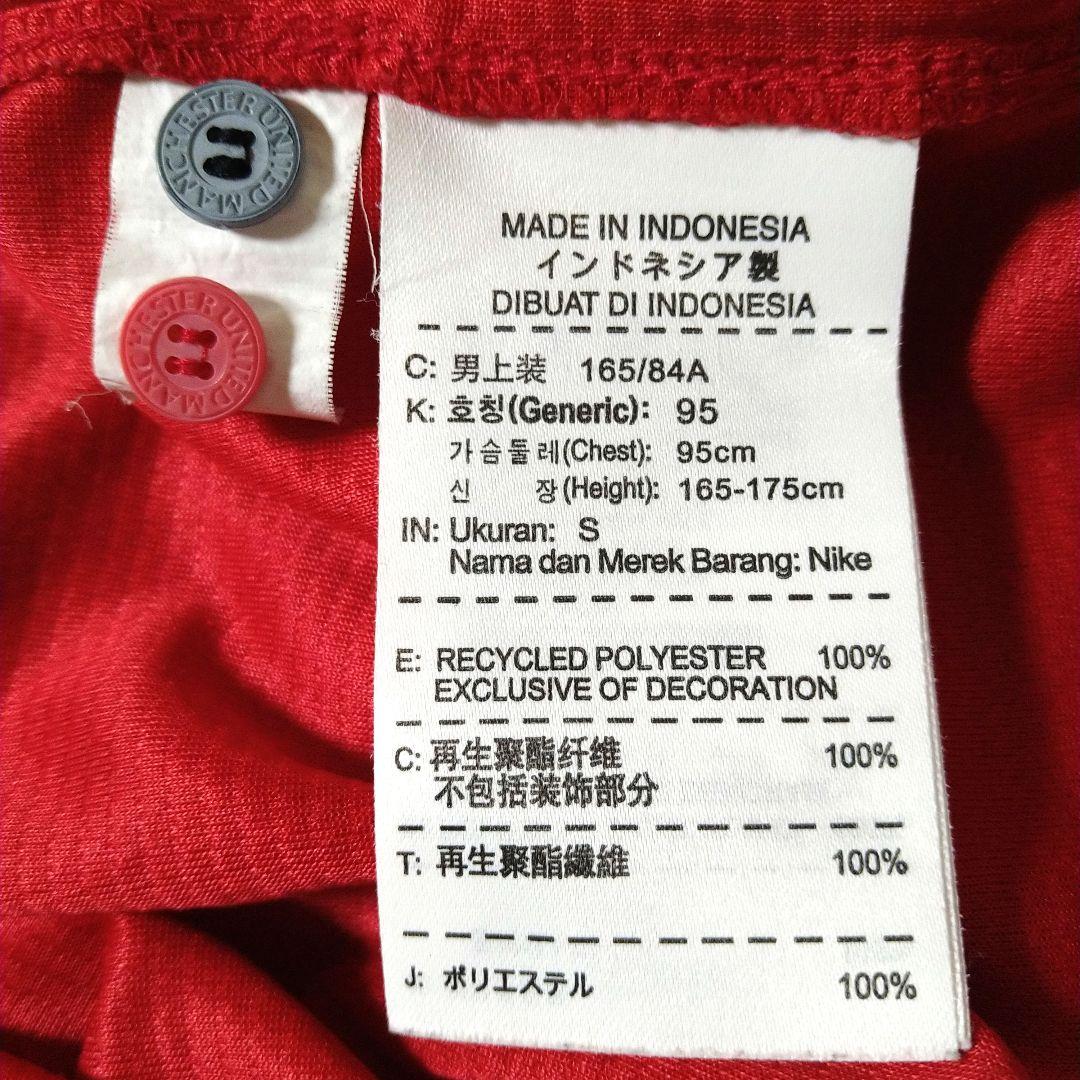 MANCHESTER UNITED
MANCHESTER UNITED
MADE IN INDONESIA
インドネシア製
DIBUAT DI INDONESIA
C: 男上装 165/84A
K: 호칭(Generic): 95
가슴둘레(Chest): 95cm
신 장(Height): 165-175cm
IN: Ukuran: S
Nama dan Merek Barang: Nike
E: RECYCLED POLYESTER 100%
EXCLUSIVE OF DECORATION
C: 再生聚酯纤维 100%
不包括装饰部分
T: 再生聚酯纖維 100%
J: ポリエステル 100%